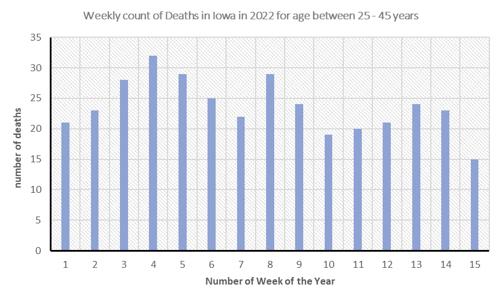 Weekly count of Deaths in Iowa in 2022 for age between 25 - 45 years
35
30
25
20
15
10
5
0
number of deaths
1 2 3 4 5 6 7 8 9 10 11 12 13 14 15
Number of Week of the Year